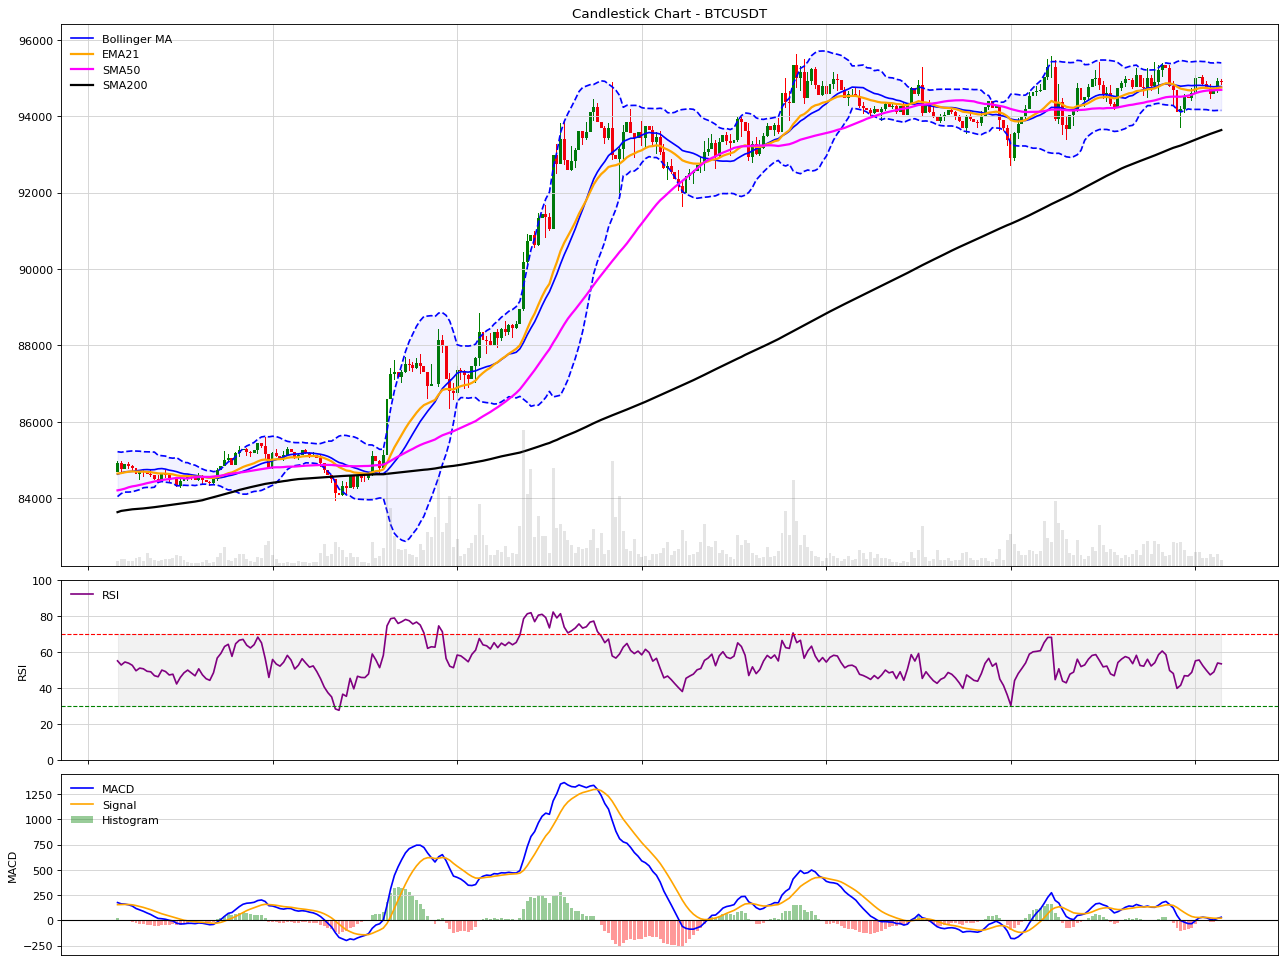 Candlestick Chart - BTCUSDT
96000
94000
92000
90000
88000
86000
84000
Bollinger MA
EMA21
SMA50
SMA200
100
80
60
40
20
0
RSI
RSI
1250
1000
750
500
250
0
−250
MACD
MACD
Signal
Histogram